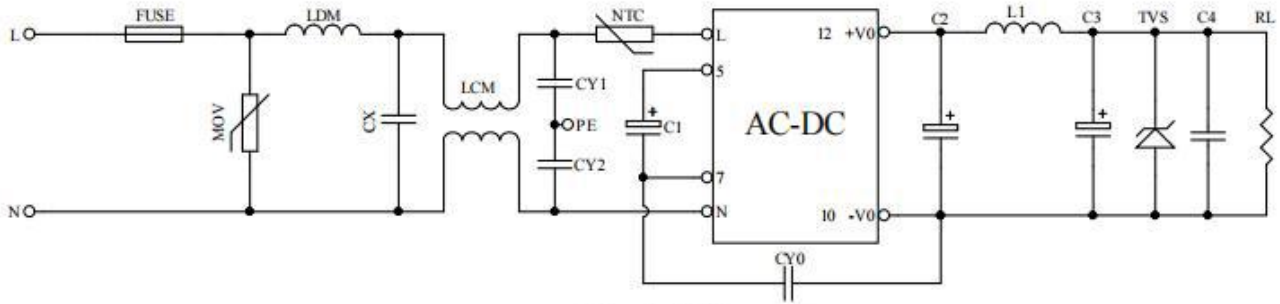 FUSE
LDM
NTC
C2
L1
C3
TVS
C4
RL
L
L
12 +V0
5
LCM
CY1
MOV
CX
PE
+
C1
AC-DC
+
+
CY2
7
N
N
10 -V0
CY0